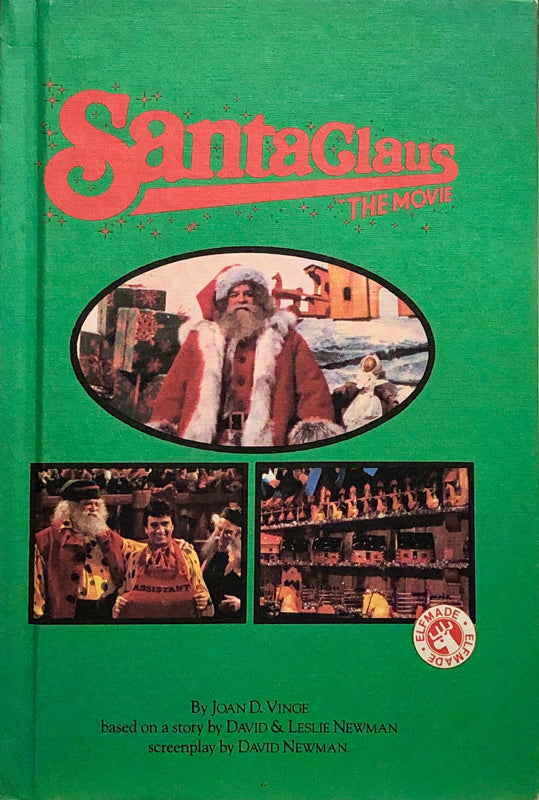 Santa Claus
™THE MOVIE
ASSISTANT
ELFMADE • ELFMADE •
By JOAN D. VINGE
based on a story by DAVID & LESLIE NEWMAN
screenplay by DAVID NEWMAN.